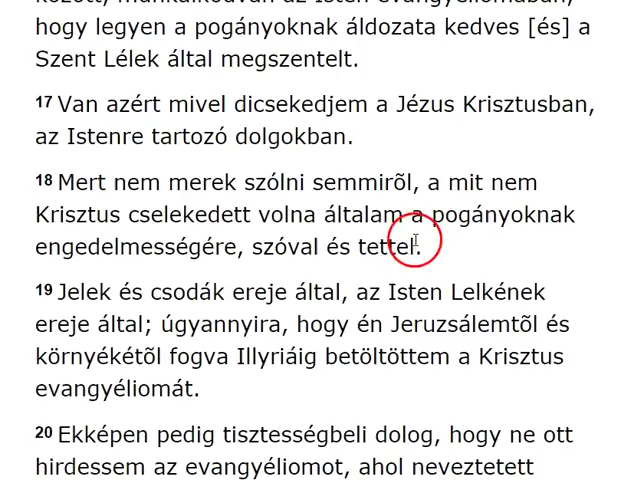 hogy legyen a pogányoknak áldozata kedves [és] a
Szent Lélek által megszentelt.
17 Van azért mivel dicsekedjem a Jézus Krisztusban,
az Istenre tartozó dolgokban.
18 Mert nem merek szólni semmirõl, a mit nem
Krisztus cselekedett volna általam a pogányoknak
engedelmességére, szóval és tettel.
19 Jelek és csodák ereje által, az Isten Lelkének
ereje által; úgyannyira, hogy én Jeruzsálemtõl és
környékétõl fogva Illyriáig betöltöttem a Krisztus
evangyéliomát.
20 Ekképen pedig tisztességbeli dolog, hogy ne ott
hirdessem az evangyéliomot, ahol neveztetett